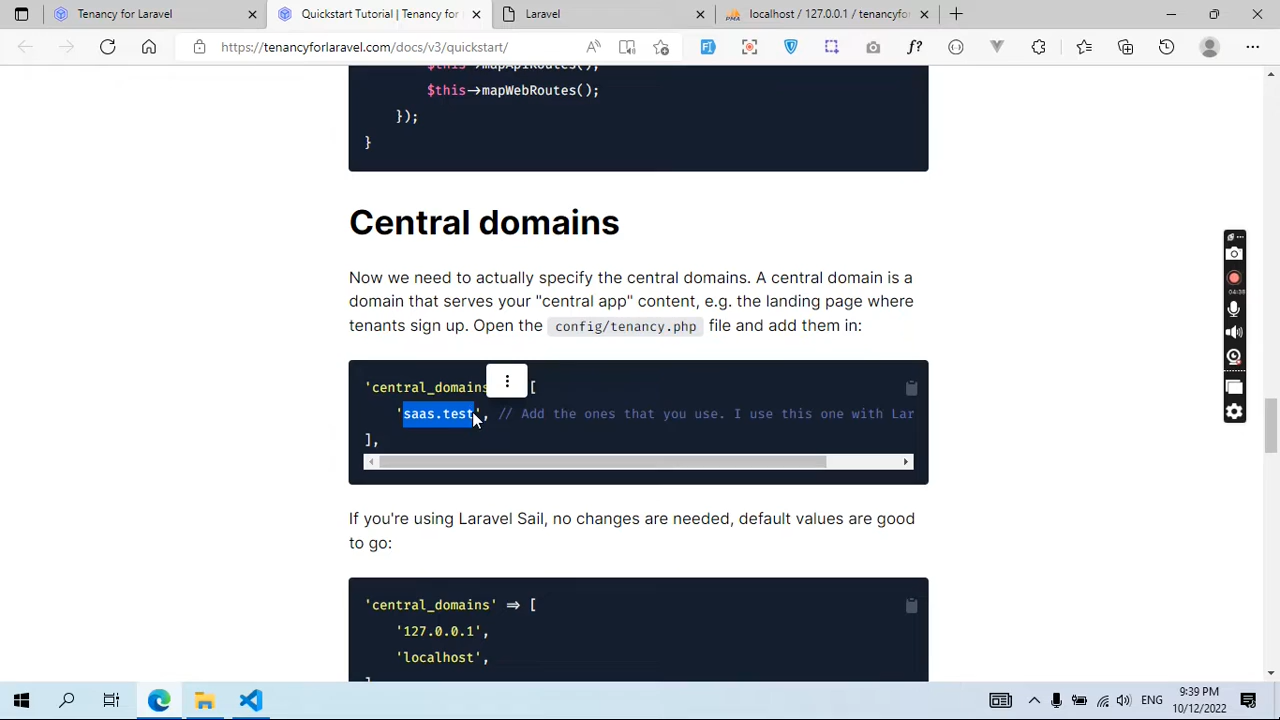 Tenancy for Laravel
Quickstart Tutorial | Tenancy for
Laravel
localhost / 127.0.0.1 / tenancyfor
https://tenancyforlaravel.com/docs/v3/quickstart/
$this->mapApiRoutes();
$this->mapWebRoutes();
});
}
Central domains
Now we need to actually specify the central domains. A central domain is a
domain that serves your "central app" content, e.g. the landing page where
tenants sign up. Open the config/tenancy.php file and add them in:
'central_domains [
'saas.test', // Add the ones that you use. I use this one with Lar
],
If you're using Laravel Sail, no changes are needed, default values are good
to go:
'central_domains' => [
'127.0.0.1',
'localhost',
04:38
ENG
9:39 PM
10/12/2022